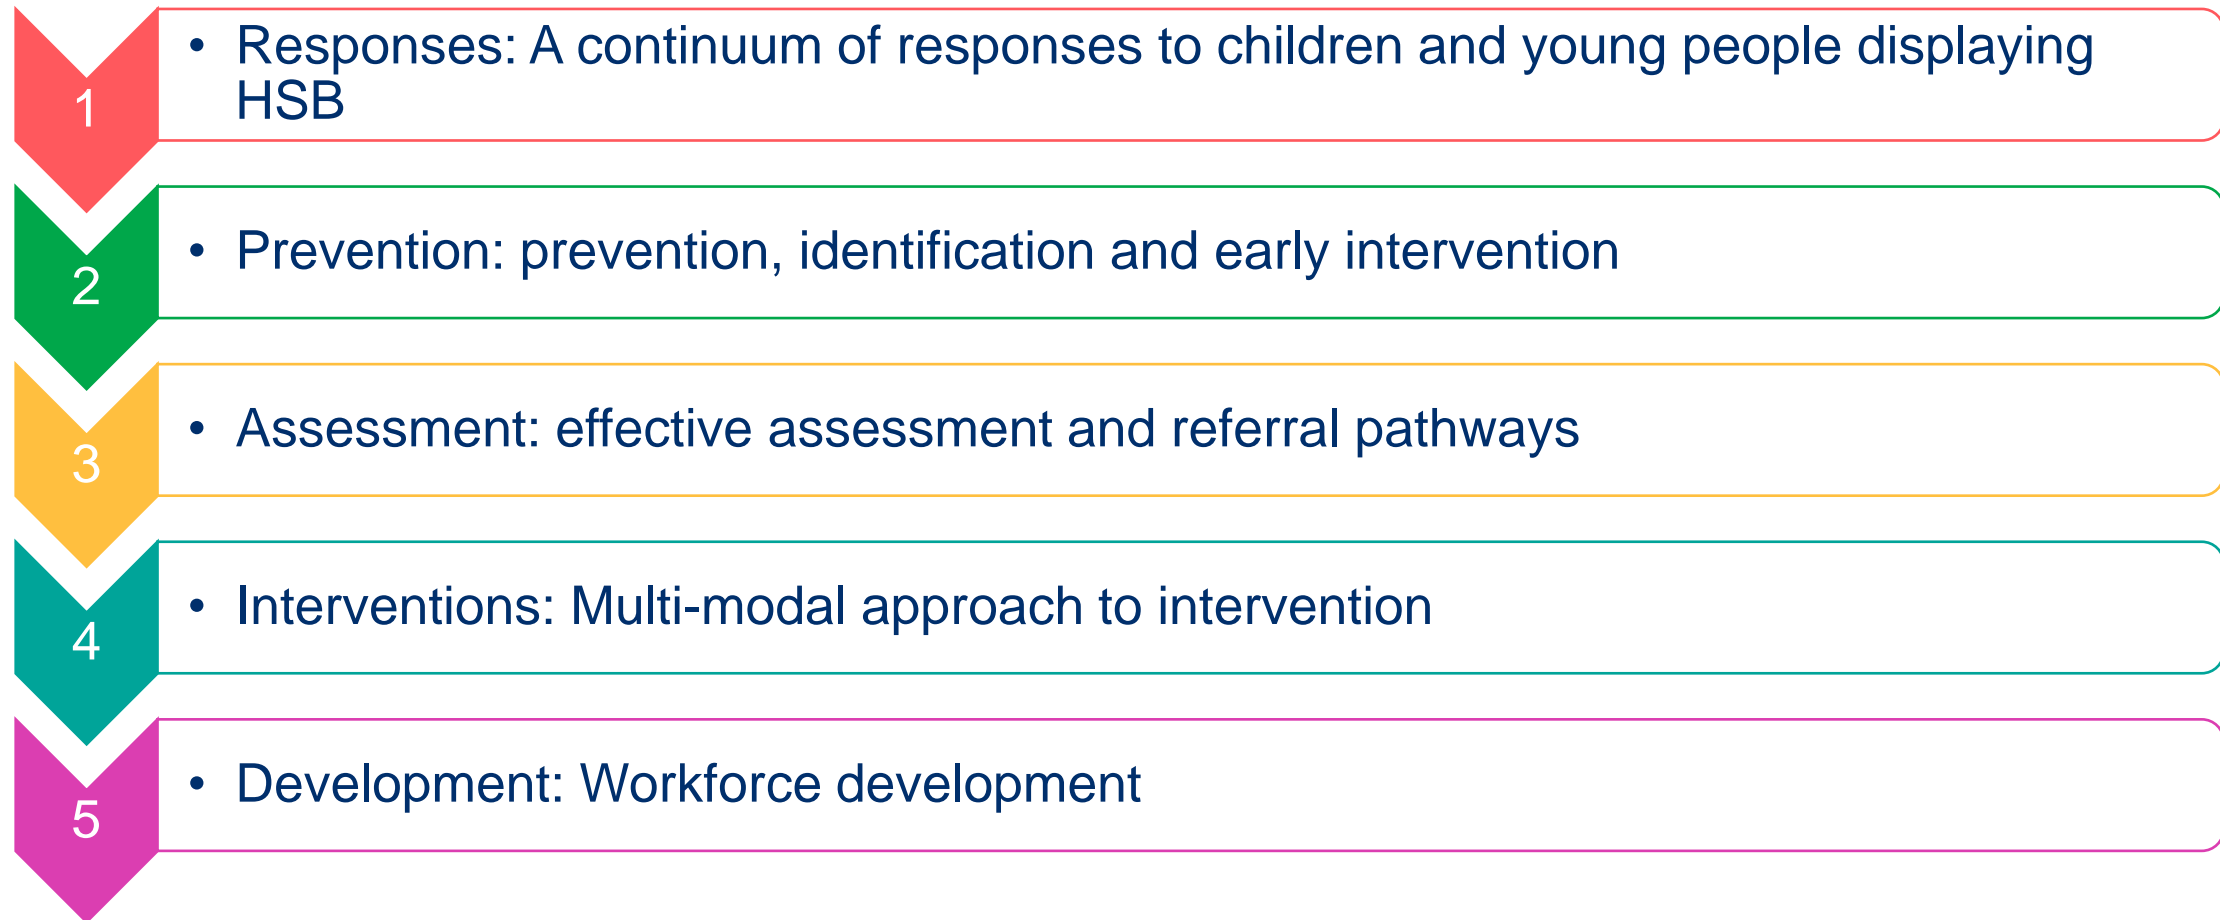 1
• Responses: A continuum of responses to children and young people displaying
HSB
2
• Prevention: prevention, identification and early intervention
3
• Assessment: effective assessment and referral pathways
4
• Interventions: Multi-modal approach to intervention
5
• Development: Workforce development